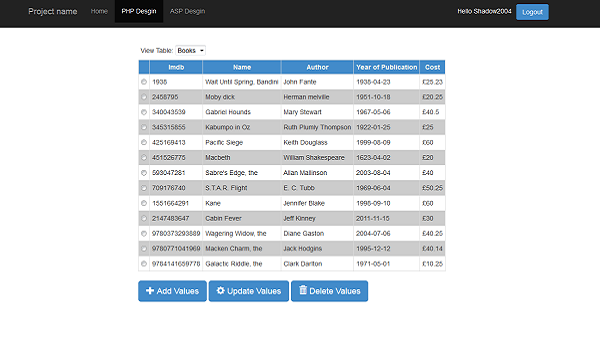 Project name Home PHP Desgin ASP Desgin Hello Shadow2004 Logout
View Table: Books
Imdb Name Author Year of Publication Cost
1935 Wait Until Spring, Bandini John Fante 1938-04-23 £25.23
2458795 Moby dick Herman melville 1951-10-18 £20.25
340043539 Gabriel Hounds Mary Stewart 1967-05-06 £40.5
345315855 Kabumpo in Oz Ruth Plumly Thompson 1922-01-25 £25
425169413 Pacific Siege Keith Douglass 1999-08-09 £60
451526775 Macbeth William Shakespeare 1623-04-02 £20
593047281 Sabre's Edge, the Allan Mallinson 2003-08-04 £40
709176740 S.T.A.R. Flight E. C. Tubb 1969-06-04 £50.25
1551664291 Kane Jennifer Blake 1998-09-10 £60
2147483647 Cabin Fever Jeff Kinney 2011-11-15 £30
9780373293889 Wagering Widow, the Diane Gaston 2004-07-06 £40.25
9780771041969 Macken Charm, the Jack Hodgins 1995-12-12 £40.14
9784141659778 Galactic Riddle, the Clark Darlton 1971-05-01 £10.25
Add Values Update Values Delete Values